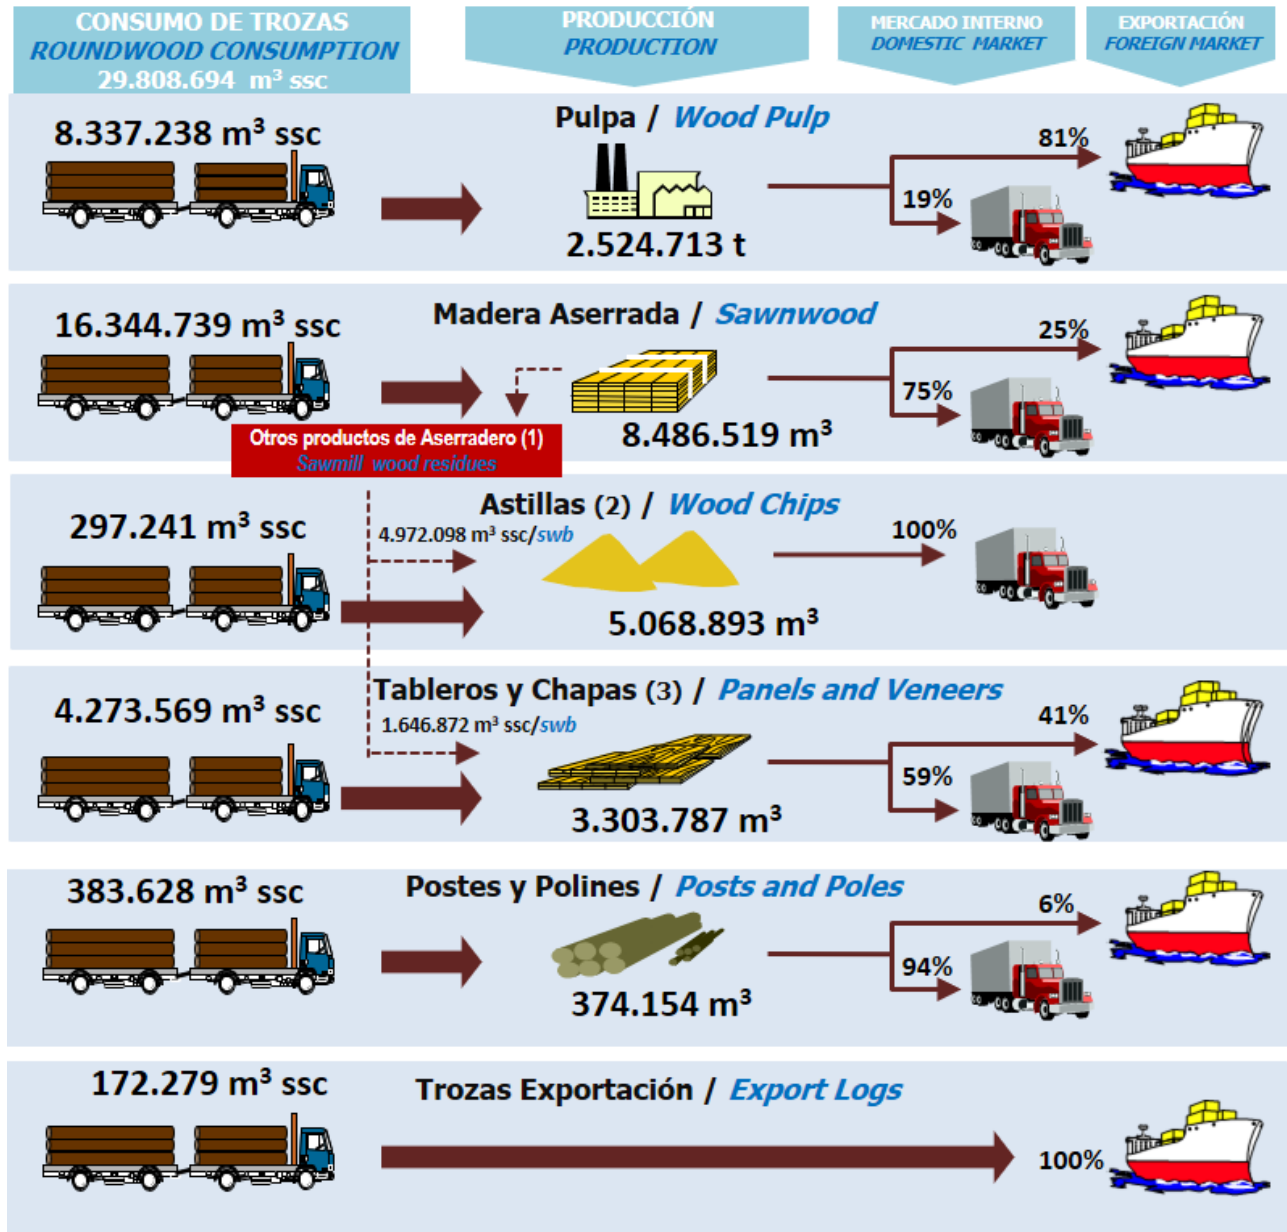 CONSUMO DE TROZAS
ROUNDWOOD CONSUMPTION
29.808.694 m³ ssc
PRODUCCIÓN
PRODUCTION
MERCADO INTERNO
DOMESTIC MARKET
EXPORTACIÓN
FOREIGN MARKET
8.337.238 m³ ssc
Pulpa / Wood Pulp
2.524.713 t
81%
19%
16.344.739 m³ ssc
Madera Aserrada / Sawnwood
8.486.519 m³
25%
75%
Otros productos de Aserradero (1)
Sawmill wood residues
297.241 m³ ssc
Astillas (2) / Wood Chips
4.972.098 m³ ssc/swb
5.068.893 m³
100%
4.273.569 m³ ssc
Tableros y Chapas (3) / Panels and Veneers
1.646.872 m³ ssc/swb
3.303.787 m³
41%
59%
383.628 m³ ssc
Postes y Polines / Posts and Poles
374.154 m³
6%
94%
172.279 m³ ssc
Trozas Exportación / Export Logs
100%